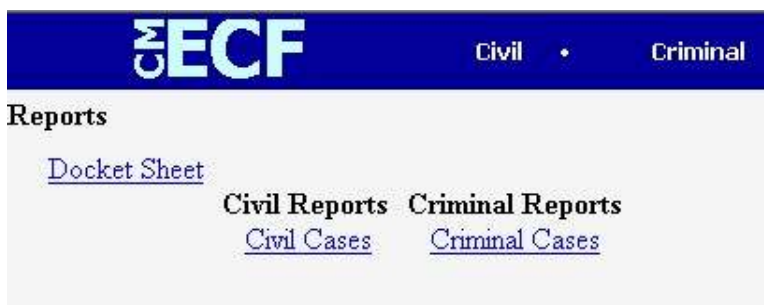 CM ECF Civil • Criminal
Reports
Docket Sheet
Civil Reports Criminal Reports
Civil Cases Criminal Cases